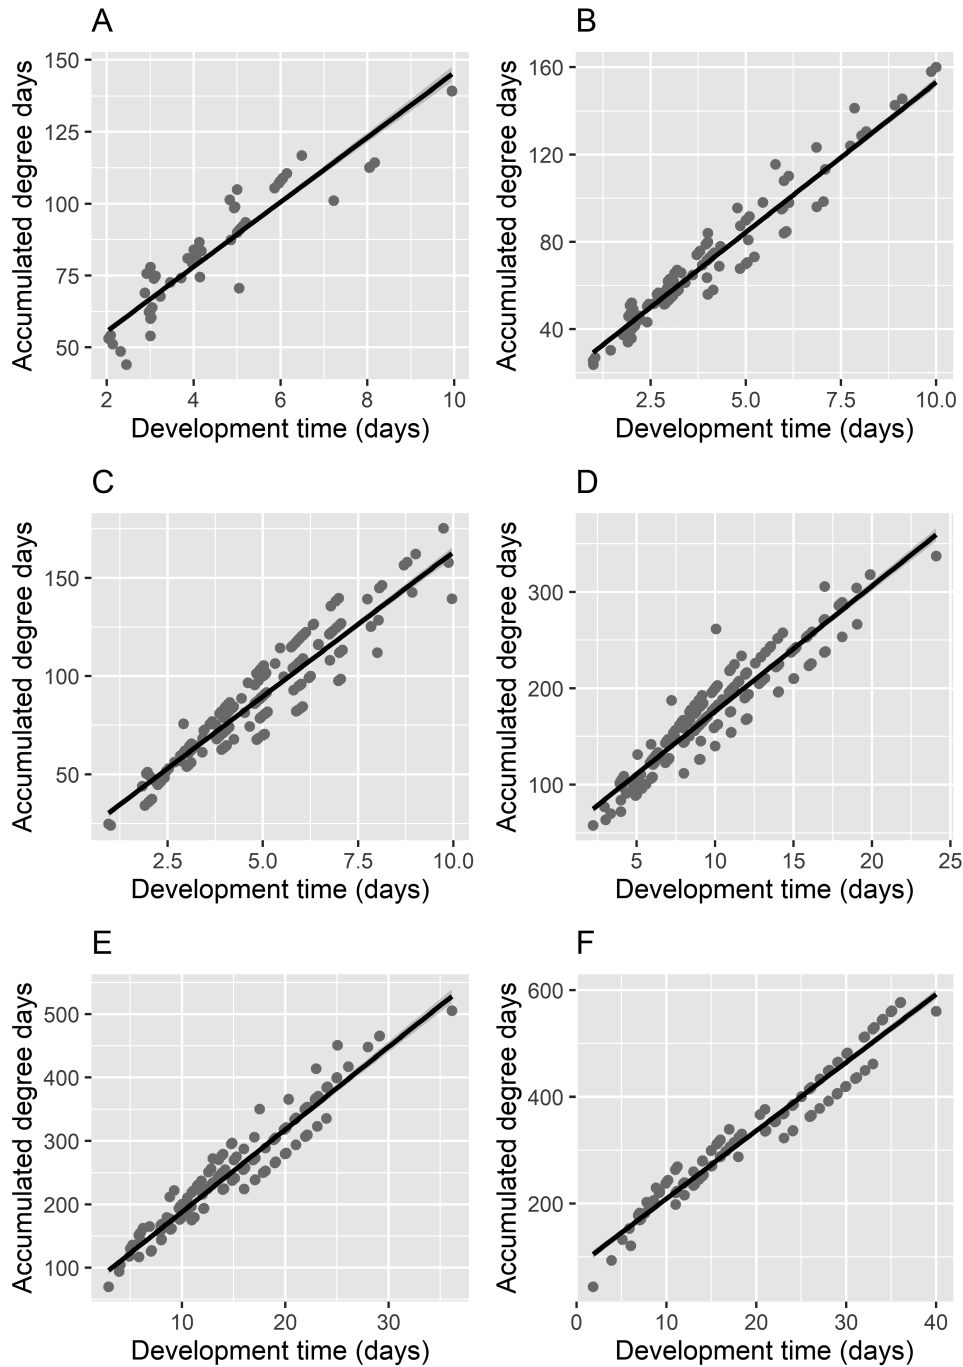 A
B
Accumulated degree days
150
125
100
75
50
2
4
6
8
10
Development time (days)
Accumulated degree days
160
120
80
40
2.5
5.0
7.5
10.0
Development time (days)
C
D
Accumulated degree days
150
100
50
2.5
5.0
7.5
10.0
Development time (days)
Accumulated degree days
300
200
100
5
10
15
20
25
Development time (days)
E
F
Accumulated degree days
500
400
300
200
100
10
20
30
Development time (days)
Accumulated degree days
600
400
200
0
10
20
30
40
Development time (days)